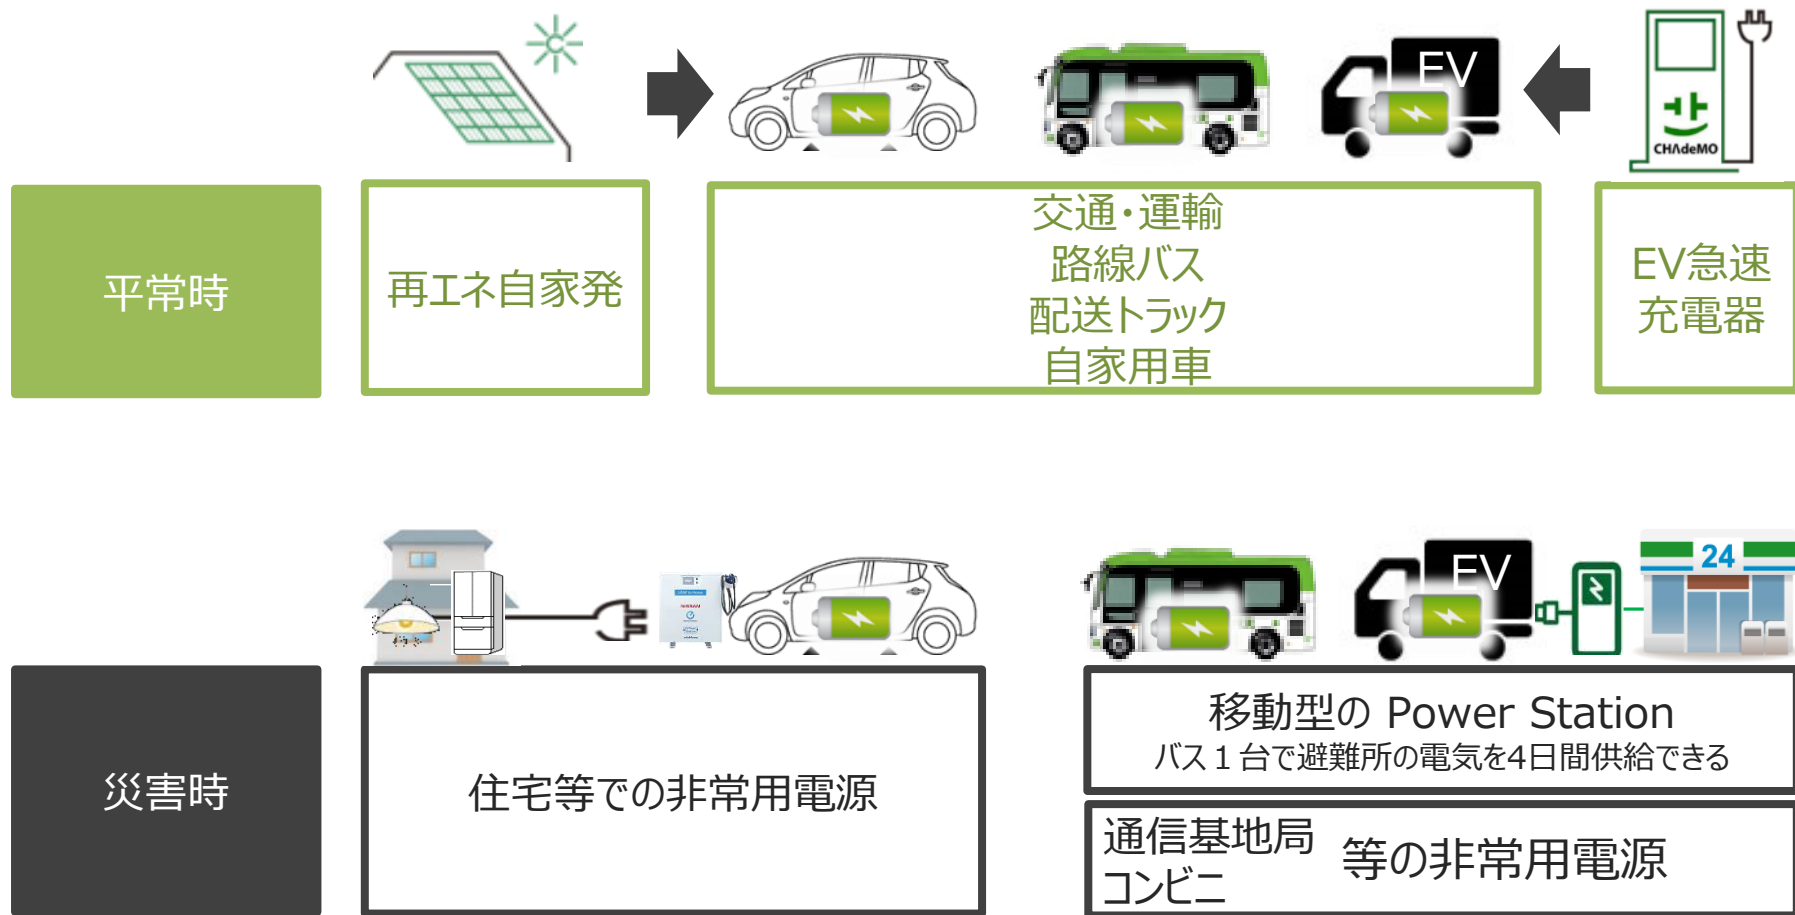 EV
CHAdeMO
平常時
再エネ自家発
交通・運輸
路線バス
配送トラック
自家用車
EV急速
充電器
NISSAN
EV
24
災害時
住宅等での非常用電源
移動型の Power Station
バス1台で避難所の電気を4日間供給できる
通信基地局
コンビニ
等の非常用電源